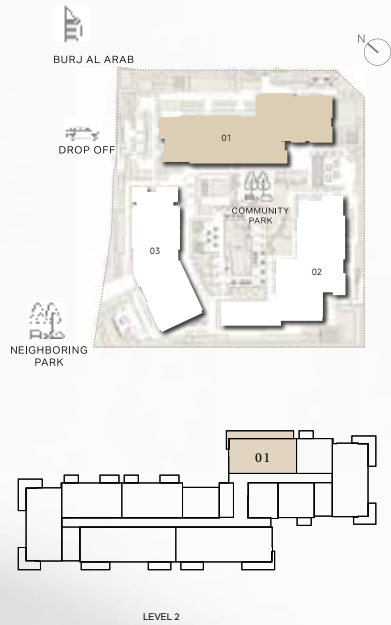 BURJ AL ARAB
N
DROP OFF
01
COMMUNITY
PARK
03
02
NEIGHBORING
PARK
01
LEVEL 2